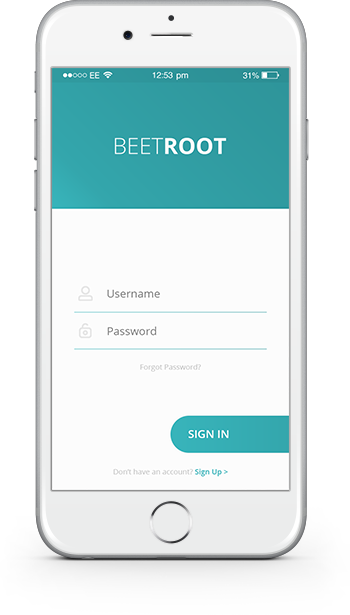 EE 12:53 pm 31%
BEETROOT
Username
Password
Forgot Password?
SIGN IN
Don't have an account? Sign Up >